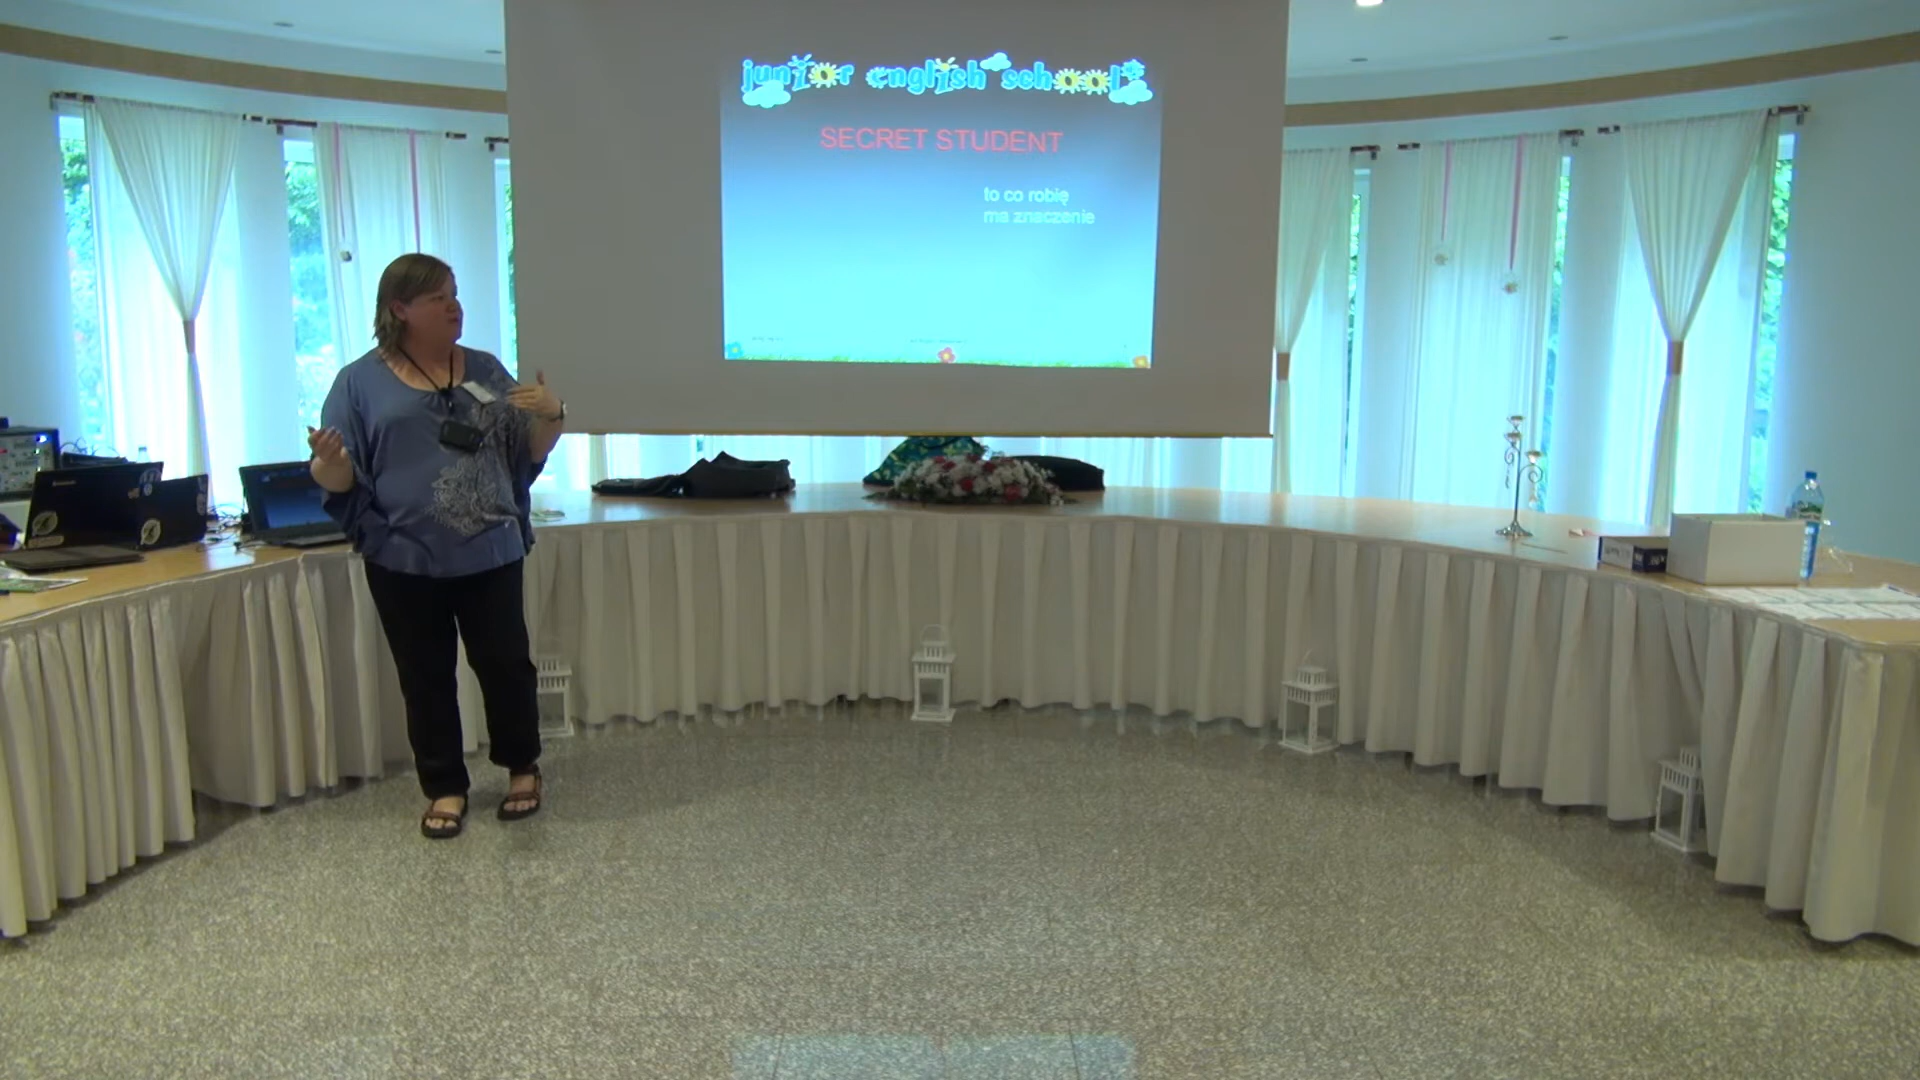 junior english school
SECRET STUDENT
to co robię
ma znaczenie